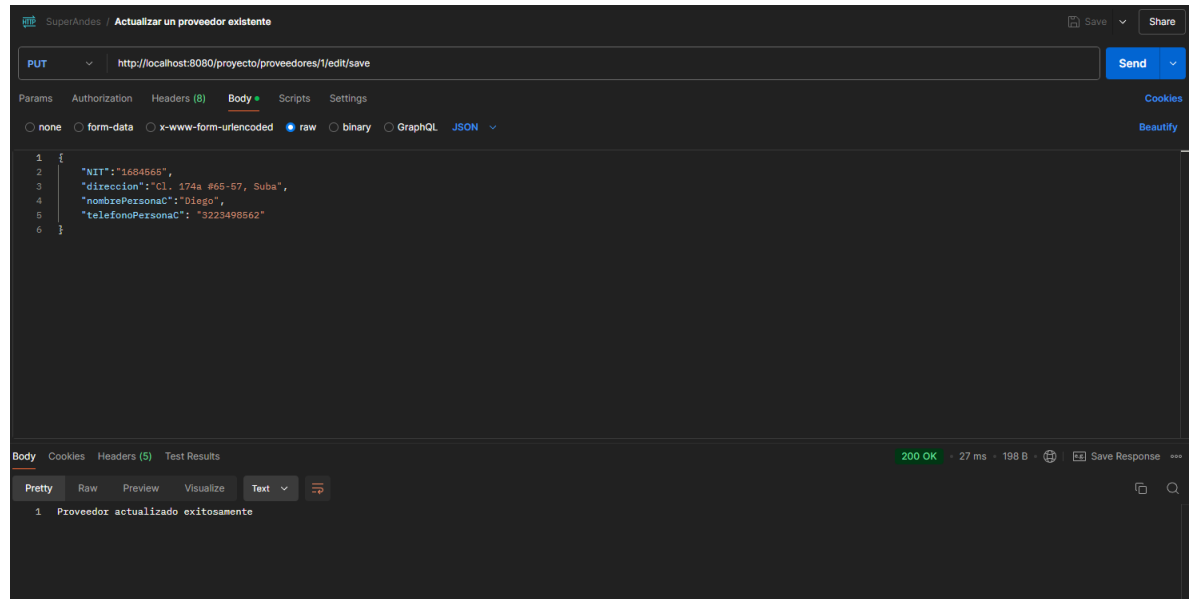 HTTP SuperAndes / Actualizar un proveedor existente Save Share
PUT http://localhost:8080/proyecto/proveedores/1/edit/save Send
Params Authorization Headers (8) Body Scripts Settings Cookies
none form-data x-www-form-urlencoded raw binary GraphQL JSON Beautify
1 {
2 "NIT":"1684565",
3 "direccion":"Cl. 174a #65-57, Suba",
4 "nombrePersonaC":"Diego",
5 "telefonoPersonaC": "3223498562"
6 }
Body Cookies Headers (5) Test Results 200 OK 27 ms 198 B Save Response
Pretty Raw Preview Visualize Text
1 Proveedor actualizado exitosamente